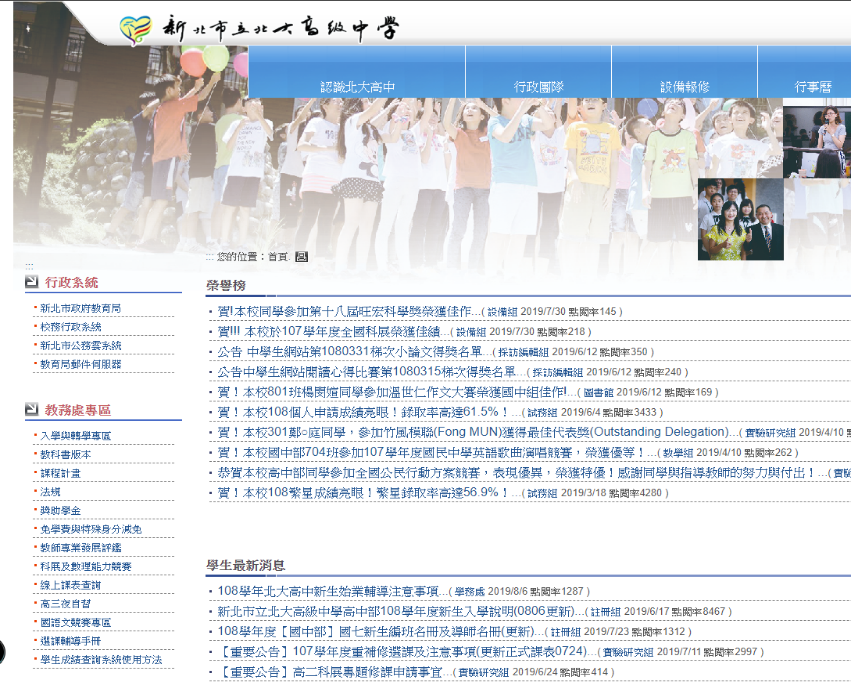 新北市立北大高級中學
認識北大高中 行政團隊 設備報修 行事曆
::: 您的位置：首頁
:::
行政系統
新北市政府教育局
校務行政系統
新北市公務雲系統
教育局郵件伺服器
教務處專區
入學與轉學專區
教科書版本
課程計畫
法規
獎助學金
免學費與特殊身分減免
教師專業發展評鑑
科展及數理能力競賽
線上課表查詢
高三夜自習
國語文競賽專區
選課輔導手冊
學生成績查詢系統使用方法
榮譽榜
賀!本校同學參加第十八屆旺宏科學獎榮獲佳作...( 設備組 2019/7/30 點閱率145 )
賀!!! 本校於107學年度全國科展榮獲佳績...( 設備組 2019/7/30 點閱率218 )
公告 中學生網站第1080331梯次小論文得獎名單...( 採訪編輯組 2019/6/12 點閱率350 )
公告中學生網站閱讀心得比賽第1080315梯次得獎名單...( 採訪編輯組 2019/6/12 點閱率240 )
賀！本校801班楊閔媗同學參加溫世仁作文大賽榮獲國中組佳作!...( 圖書館 2019/6/12 點閱率169 )
賀！本校108個人申請成績亮眼！錄取率高達61.5%！...( 試務組 2019/6/4 點閱率3433 )
賀！本校301鄭○庭同學，參加竹風模聯(Fong MUN)獲得最佳代表獎(Outstanding Delegation)...( 實驗研究組 2019/4/10
賀！本校國中部704班參加107學年度國民中學英語歌曲演唱競賽，榮獲優等！...( 教學組 2019/4/10 點閱率262 )
恭賀本校高中部同學參加全國公民行動方案競賽，表現優異，榮獲特優！感謝同學與指導教師的努力與付出！...( 實驗
賀！本校108繁星成績亮眼！繁星錄取率高達56.9%！...( 試務組 2019/3/18 點閱率4280 )
學生最新消息
108學年北大高中新生始業輔導注意事項...( 學務處 2019/8/6 點閱率1287 )
新北市立北大高級中學高中部108學年度新生入學說明(0806更新)...( 註冊組 2019/6/17 點閱率8467 )
108學年度【國中部】國七新生編班名冊及導師名冊(更新)...( 註冊組 2019/7/23 點閱率1312 )
【重要公告】107學年度重補修選課及注意事項(更新正式課表0724)...( 實驗研究組 2019/7/11 點閱率2997 )
【重要公告】高二科展專題修課申請事宜...( 實驗研究組 2019/6/24 點閱率414 )